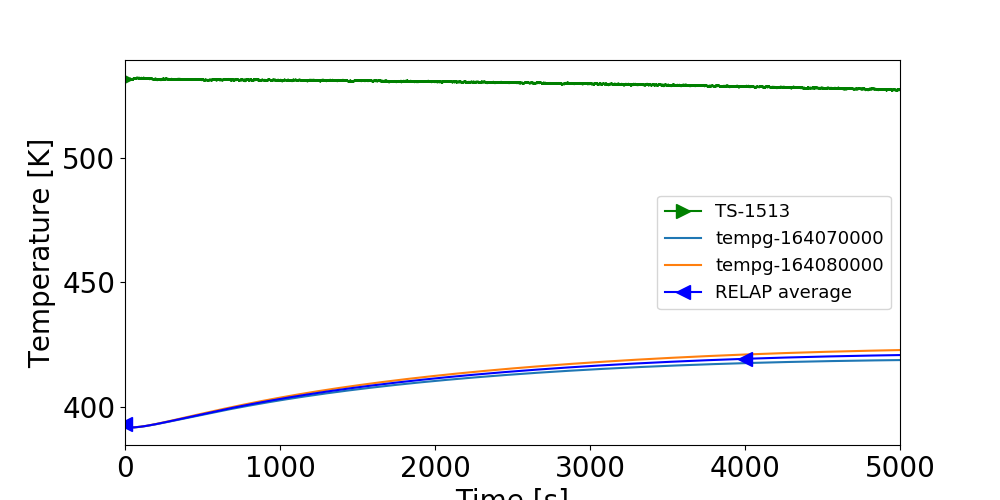 Temperature [K]
500
450
400
TS-1513
tempg-164070000
tempg-164080000
RELAP average
0 1000 2000 3000 4000 5000
Time [s]